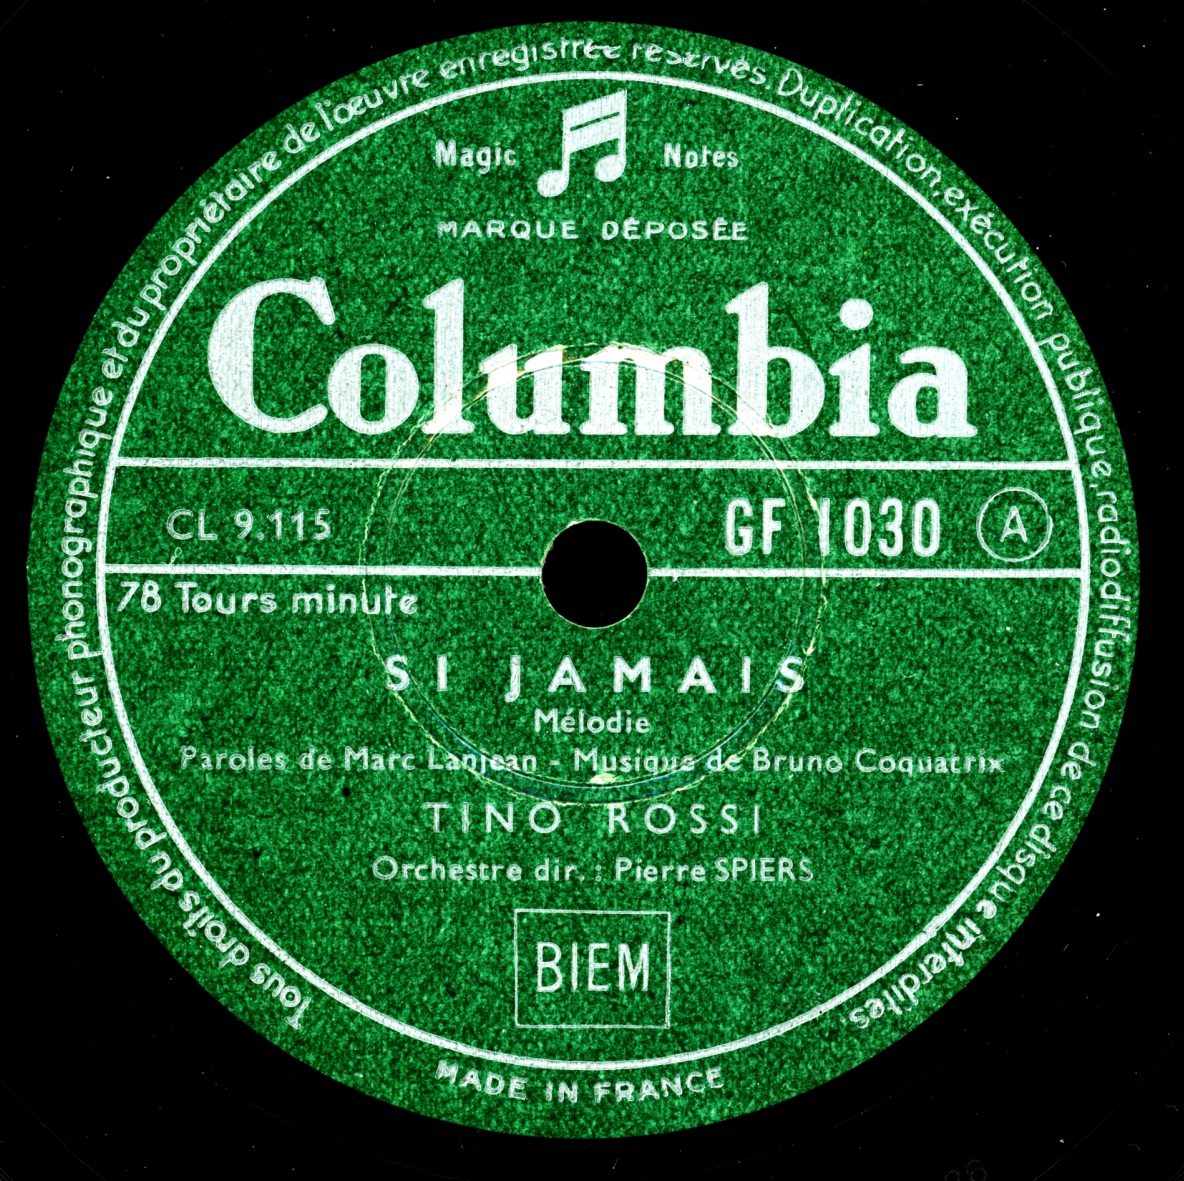 Tous droits du producteur phonographique et du propriétaire de l'œuvre enregistrée réservés. Duplication, exécution publique, radiodiffusion de ce disque interdites.
Magic Notes
MARQUE DÉPOSÉE
Columbia
CL 9.115 GF 1030 A
78 Tours minute
SI JAMAIS
Mélodie
Paroles de Marc Lanjean - Musique de Bruno Coquatrix
TINO ROSSI
Orchestre dir. : Pierre SPIERS
BIEM
MADE IN FRANCE